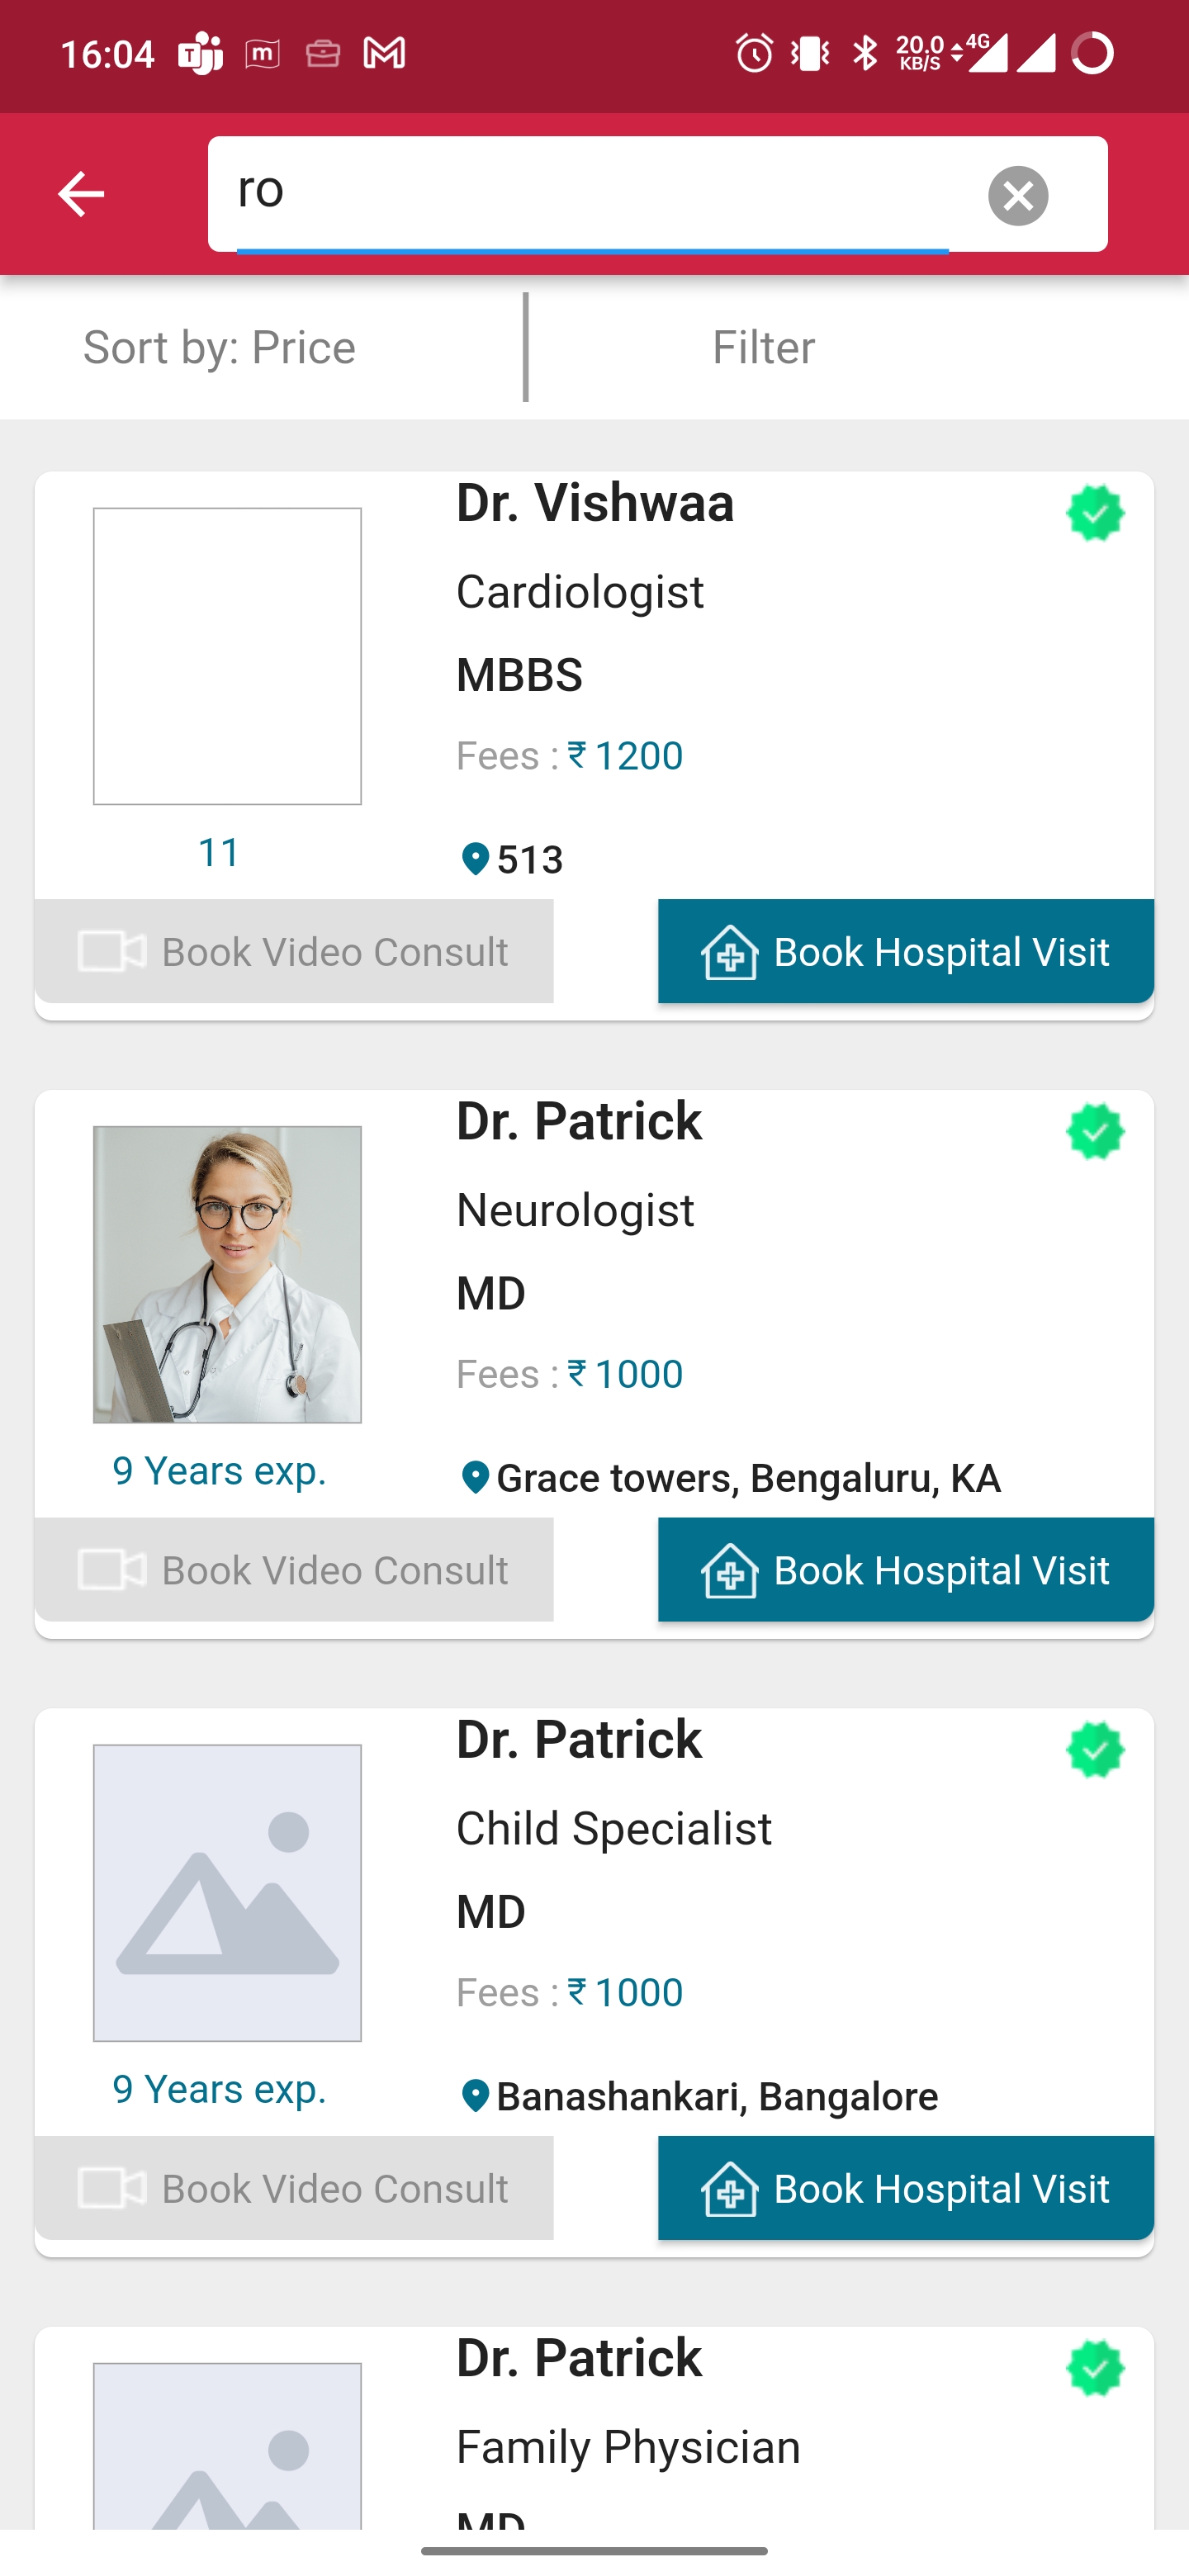 16:04
m
20.0
KB/S
4G
ro
Sort by: Price
Filter
Dr. Vishwaa
Cardiologist
MBBS
Fees : ₹ 1200
11
513
Book Video Consult
Book Hospital Visit
Dr. Patrick
Neurologist
MD
Fees : ₹ 1000
9 Years exp.
Grace towers, Bengaluru, KA
Book Video Consult
Book Hospital Visit
Dr. Patrick
Child Specialist
MD
Fees : ₹ 1000
9 Years exp.
Banashankari, Bangalore
Book Video Consult
Book Hospital Visit
Dr. Patrick
Family Physician
MD